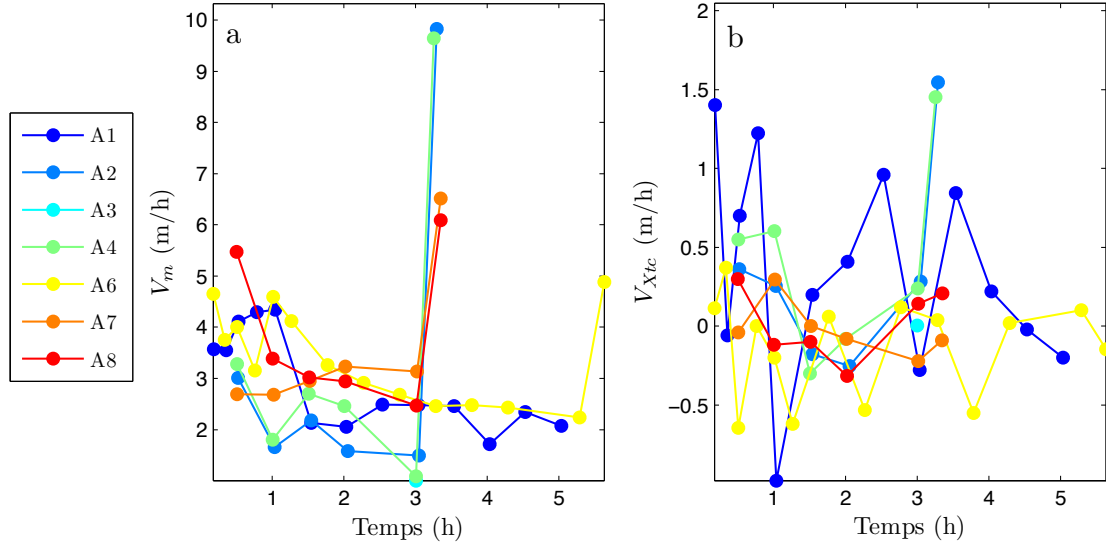 A1
A2
A3
A4
A6
A7
A8
a
10
9
8
7
6
5
4
3
2
V_m (m/h)
1 2 3 4 5
Temps (h)
b
2
1.5
1
0.5
0
−0.5
V_{Xtc} (m/h)
1 2 3 4 5
Temps (h)